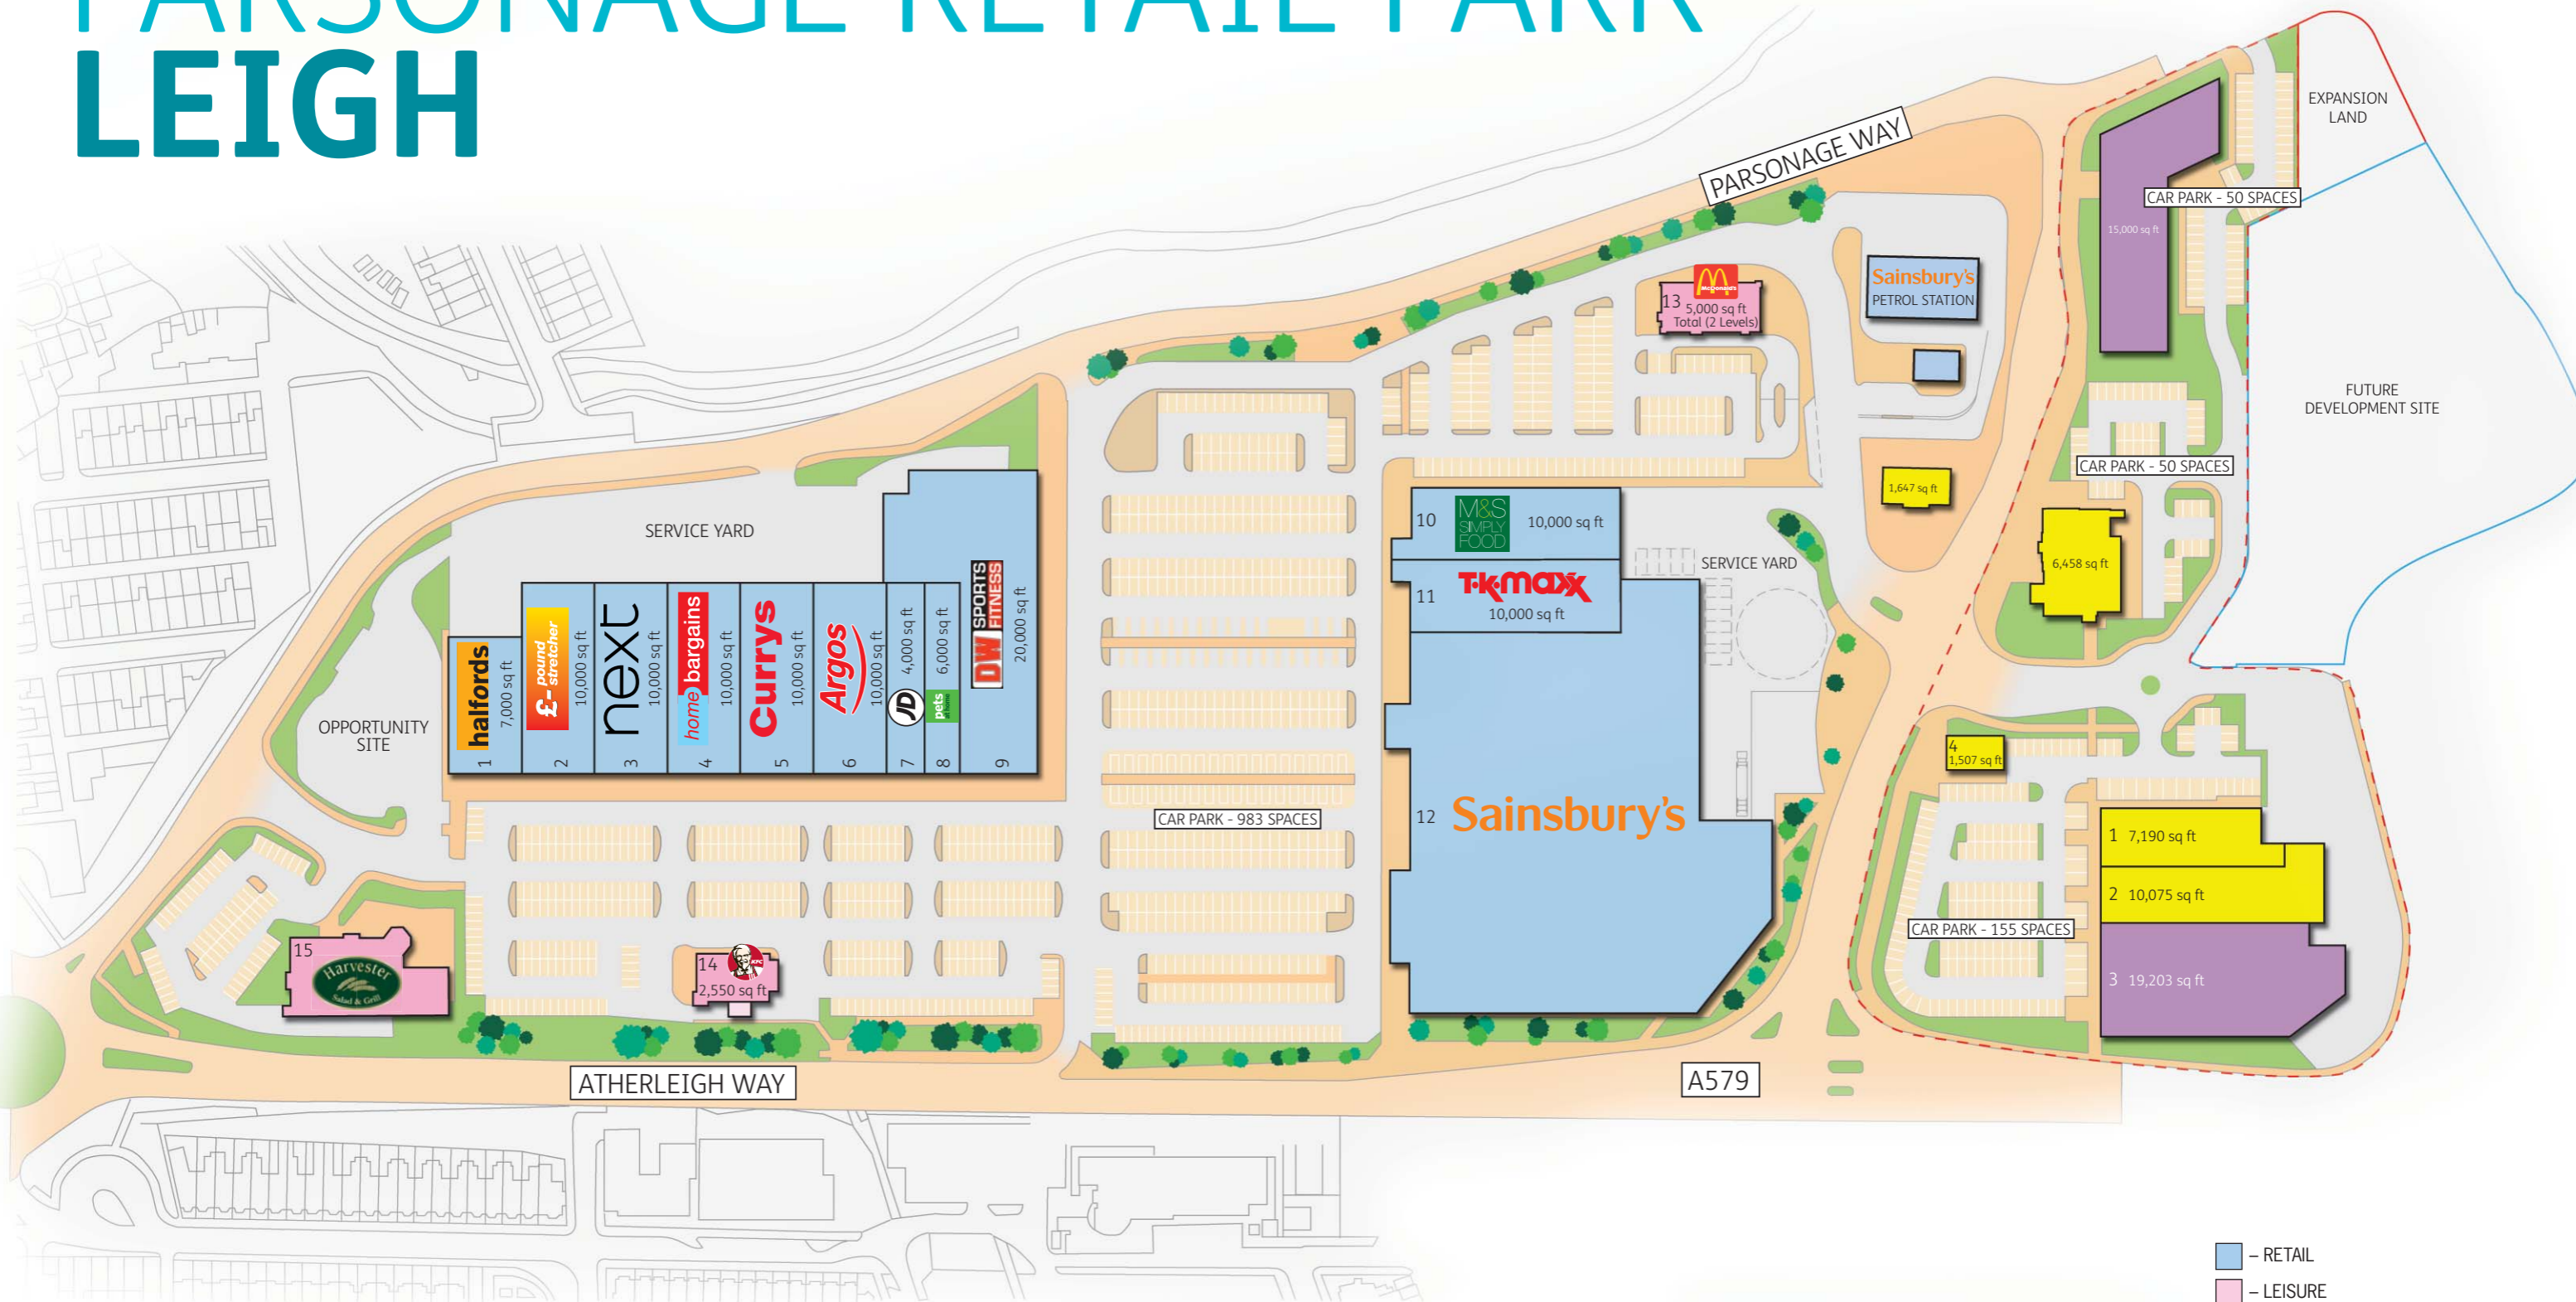 PARSONAGE RETAIL PARK
LEIGH
EXPANSION
LAND
PARSONAGE WAY
CAR PARK - 50 SPACES
15,000 sq ft
Sainsbury's
PETROL STATION
McDonald's
13
5,000 sq ft
Total (2 Levels)
FUTURE
DEVELOPMENT SITE
CAR PARK - 50 SPACES
1,647 sq ft
6,458 sq ft
SERVICE YARD
10
M&S
SIMPLY
FOOD
10,000 sq ft
SERVICE YARD
11
T·K·maxx
10,000 sq ft
OPPORTUNITY
SITE
halfords
7,000 sq ft
1
£- pound
stretcher
10,000 sq ft
2
next
10,000 sq ft
3
home bargains
10,000 sq ft
4
Currys
10,000 sq ft
5
Argos
10,000 sq ft
6
JD
4,000 sq ft
7
pets
at home
6,000 sq ft
8
DW SPORTS
FITNESS
20,000 sq ft
9
4
1,507 sq ft
CAR PARK - 983 SPACES
12
Sainsbury's
1 7,190 sq ft
2 10,075 sq ft
CAR PARK - 155 SPACES
3 19,203 sq ft
15
Harvester
Salad & Grill
14
KFC
2,550 sq ft
ATHERLEIGH WAY
A579
– RETAIL
– LEISURE